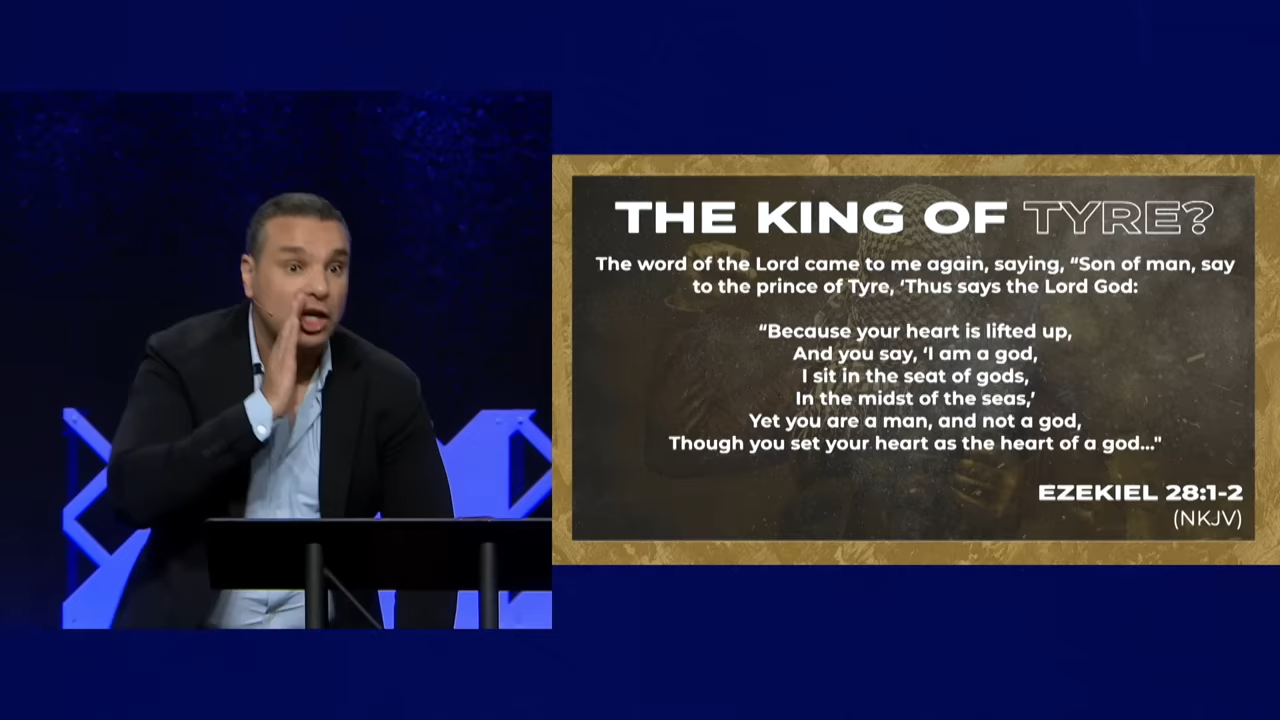 THE KING OF TYRE?
The word of the Lord came to me again, saying, “Son of man, say
to the prince of Tyre, ‘Thus says the Lord God:
“Because your heart is lifted up,
And you say, ‘I am a god,
I sit in the seat of gods,
In the midst of the seas,’
Yet you are a man, and not a god,
Though you set your heart as the heart of a god..."
EZEKIEL 28:1-2
(NKJV)